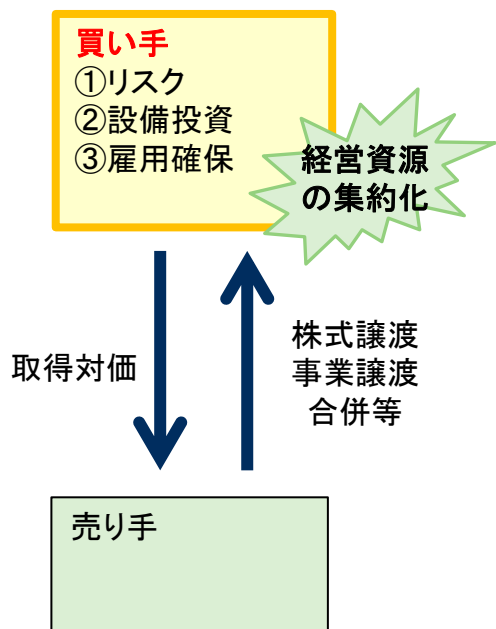 買い手
①リスク
②設備投資
③雇用確保
経営資源
の集約化
取得対価
株式譲渡
事業譲渡
合併等
売り手